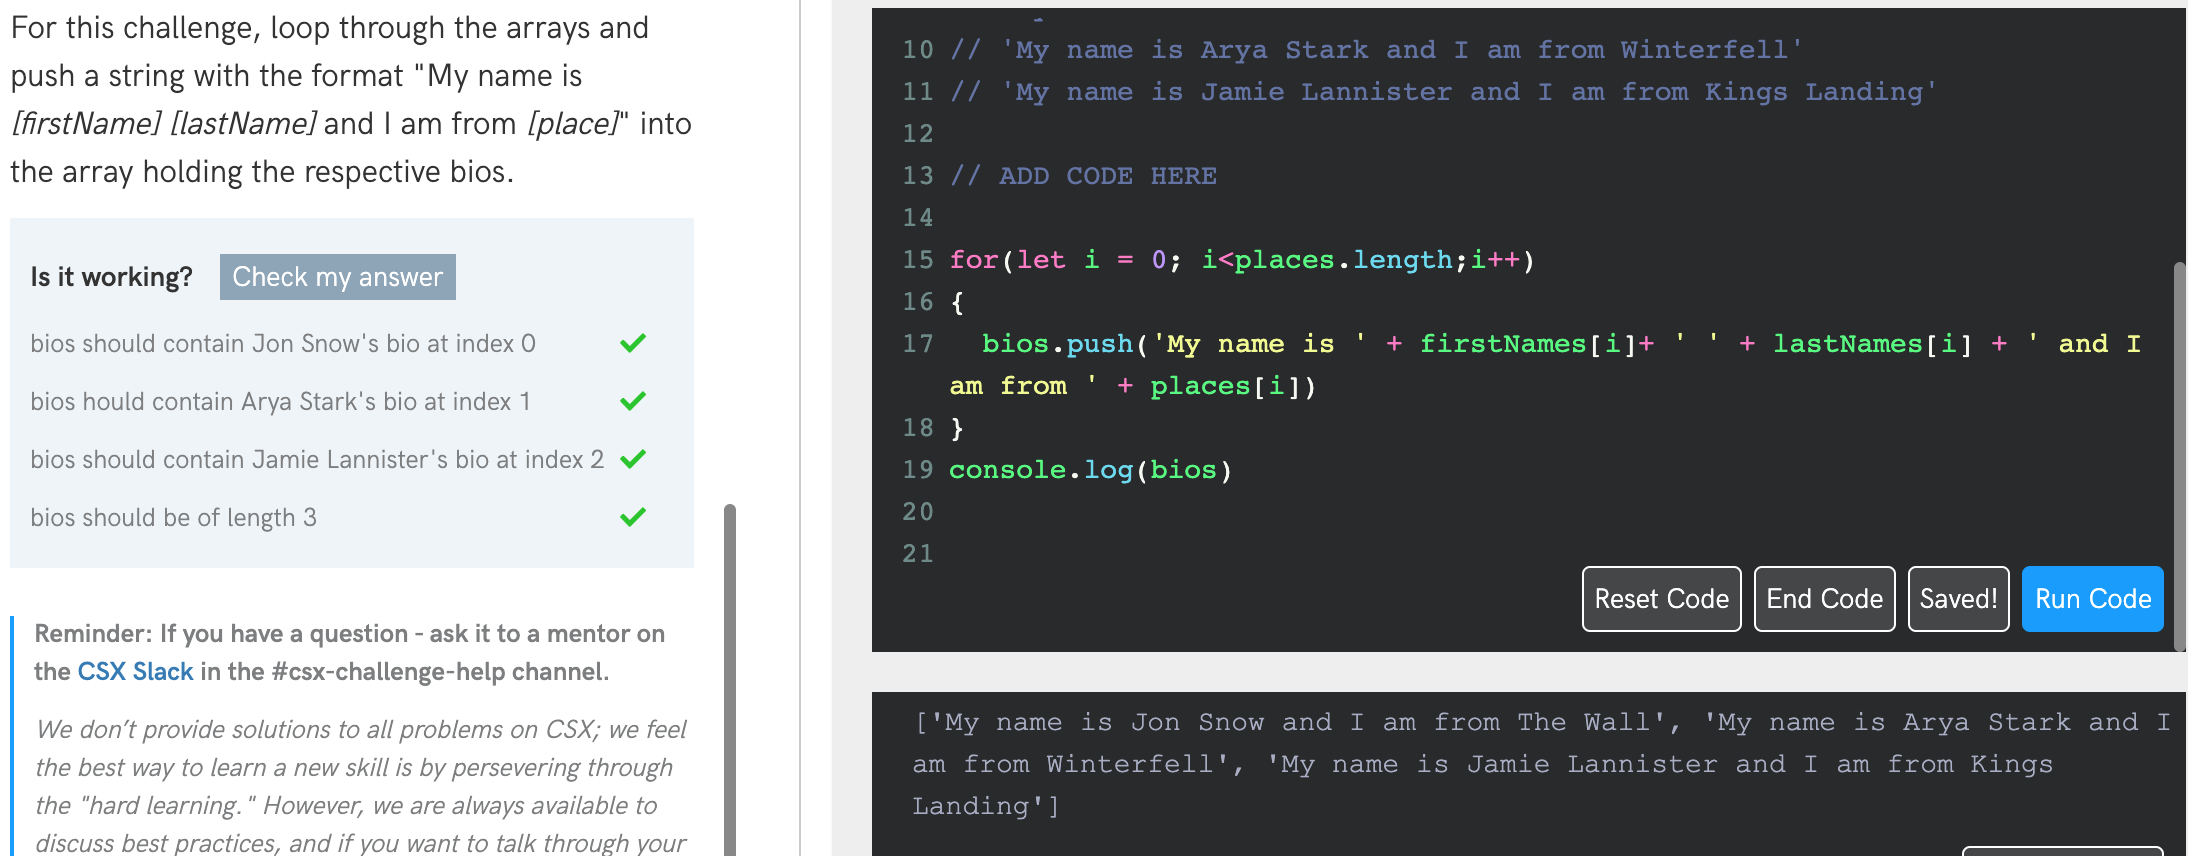 For this challenge, loop through the arrays and
push a string with the format "My name is
[firstName] [lastName] and I am from [place]" into
the array holding the respective bios.
Is it working? Check my answer
bios should contain Jon Snow's bio at index 0
bios hould contain Arya Stark's bio at index 1
bios should contain Jamie Lannister's bio at index 2
bios should be of length 3
Reminder: If you have a question - ask it to a mentor on
the CSX Slack in the #csx-challenge-help channel.
We don’t provide solutions to all problems on CSX; we feel
the best way to learn a new skill is by persevering through
the "hard learning." However, we are always available to
discuss best practices, and if you want to talk through your
10 // 'My name is Arya Stark and I am from Winterfell'
11 // 'My name is Jamie Lannister and I am from Kings Landing'
12
13 // ADD CODE HERE
14
15 for(let i = 0; i<places.length;i++)
16 {
17   bios.push('My name is ' + firstNames[i]+ ' ' + lastNames[i] + ' and I
am from ' + places[i])
18 }
19 console.log(bios)
20
21
Reset Code End Code Saved! Run Code
['My name is Jon Snow and I am from The Wall', 'My name is Arya Stark and I
am from Winterfell', 'My name is Jamie Lannister and I am from Kings
Landing']